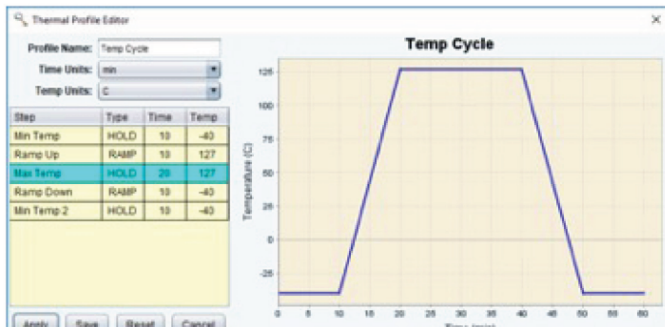 Thermal Profile Editor
Profile Name: Temp Cycle
Time Units: min
Temp Units: C
Step Type Time Temp
Min Temp HOLD 10 -40
Ramp Up RAMP 10 127
Max Temp HOLD 20 127
Ramp Down RAMP 10 -40
Min Temp 2 HOLD 10 -40
Apply Save Reset Cancel
Temp Cycle
Temperature (C)
125
100
75
50
25
0
-25
0 5 10 15 20 25 30 35 40 45 50 55 60
Time (min)